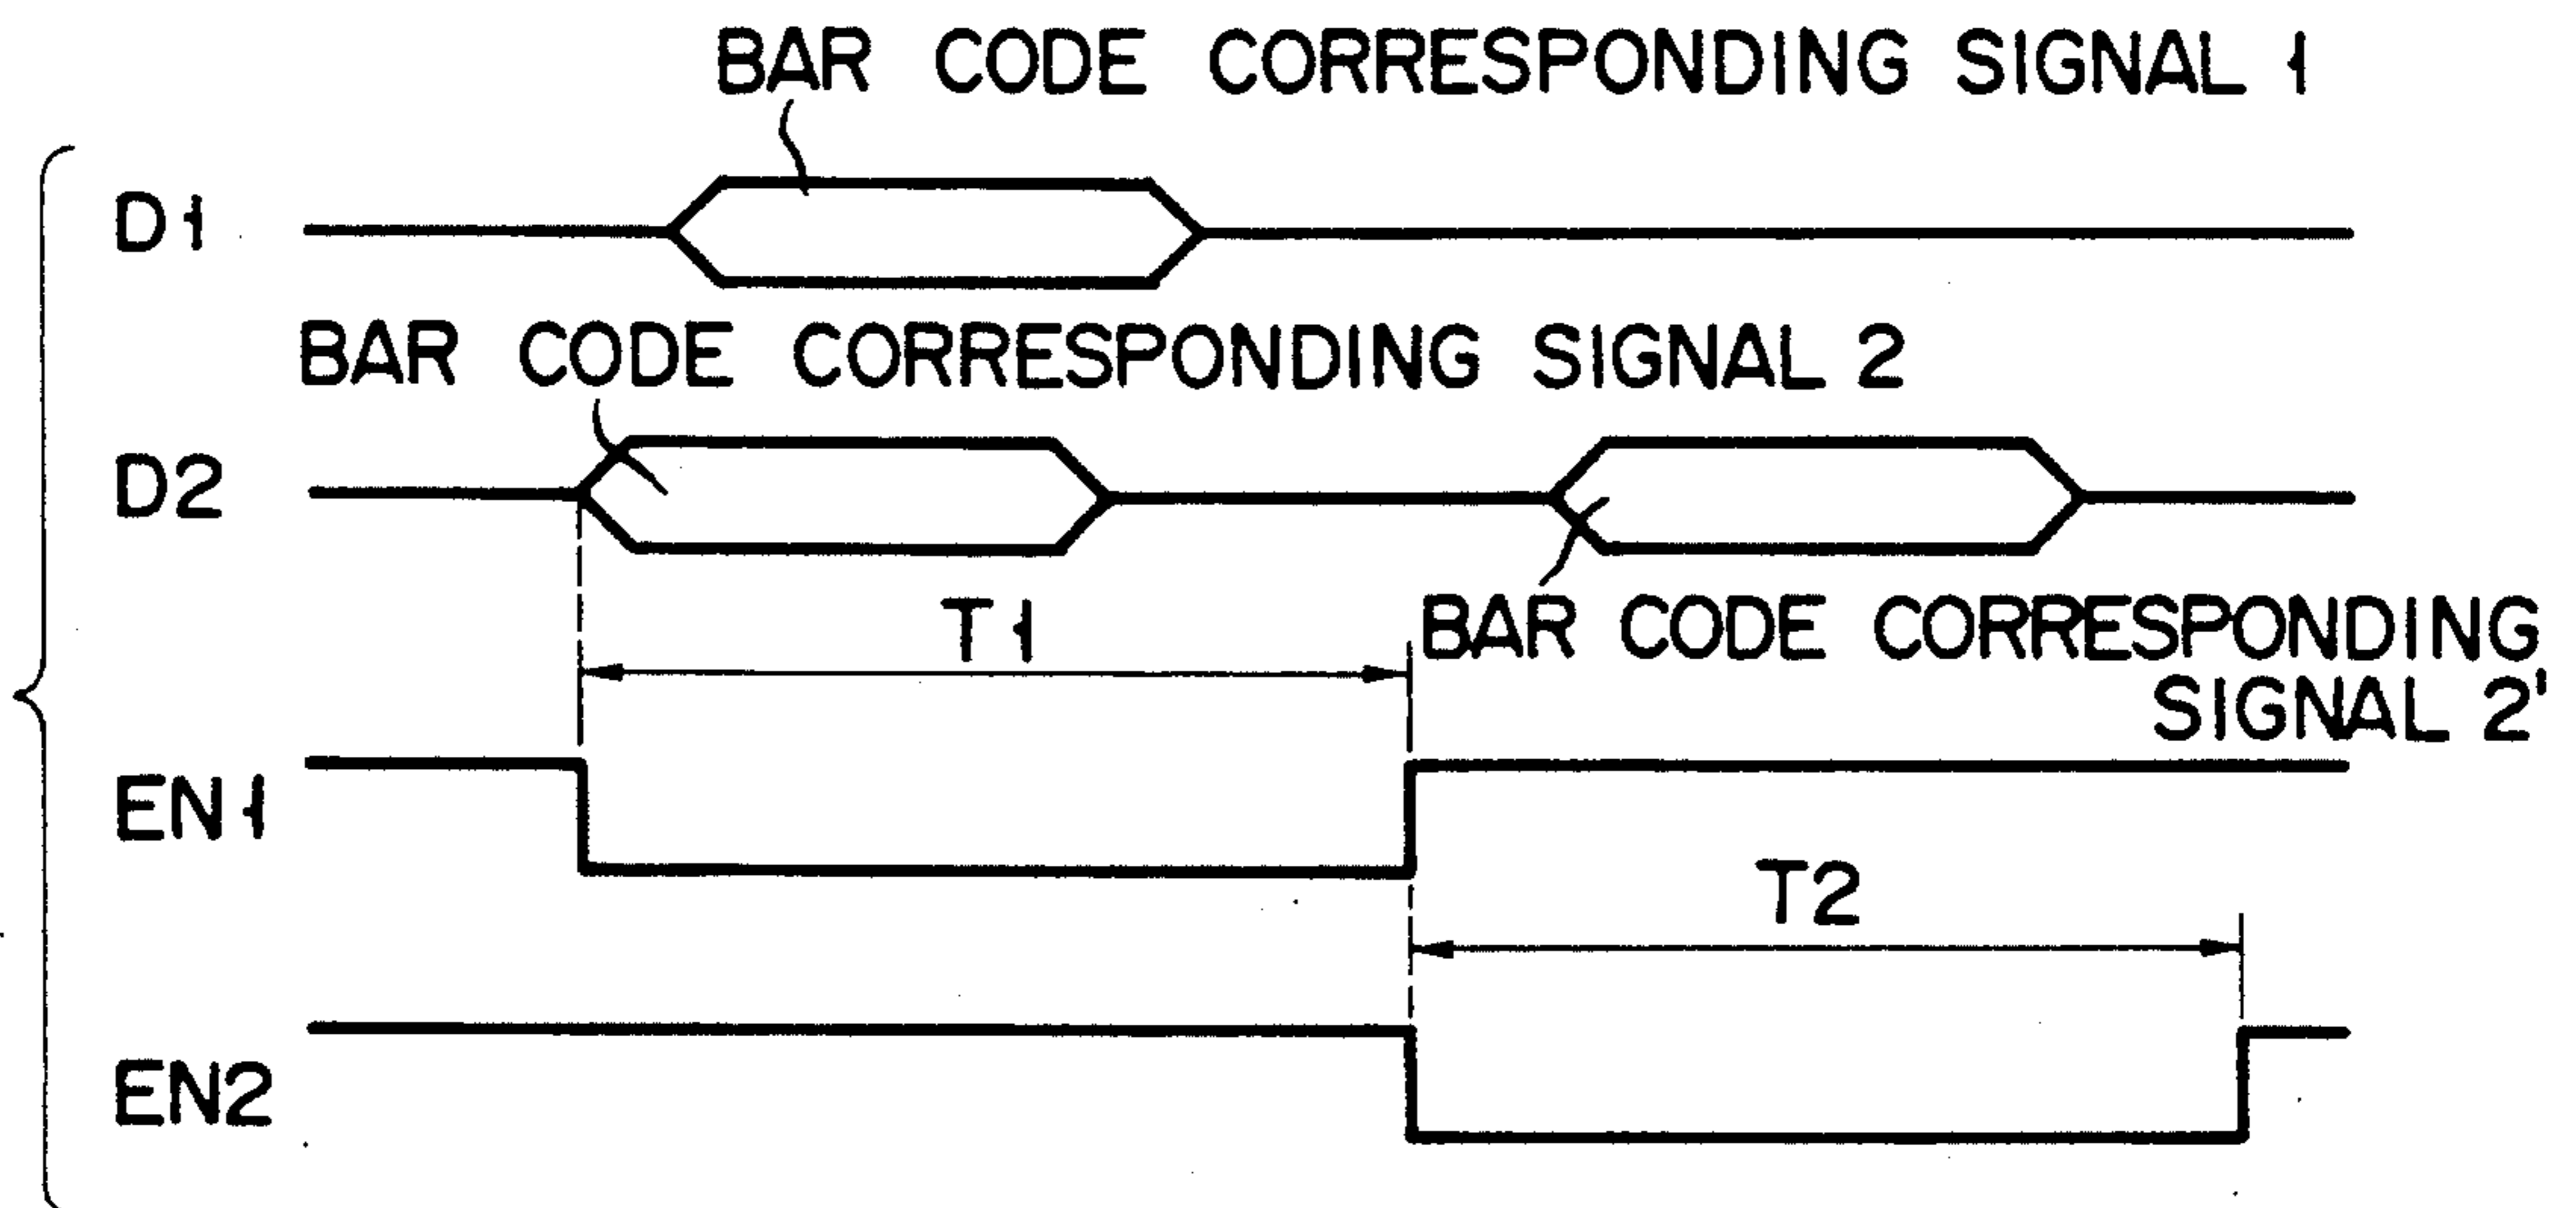 BAR CODE CORRESPONDING SIGNAL 1
D1
BAR CODE CORRESPONDING SIGNAL 2
D2
T1
BAR CODE CORRESPONDING
SIGNAL 2'
EN1
T2
EN2